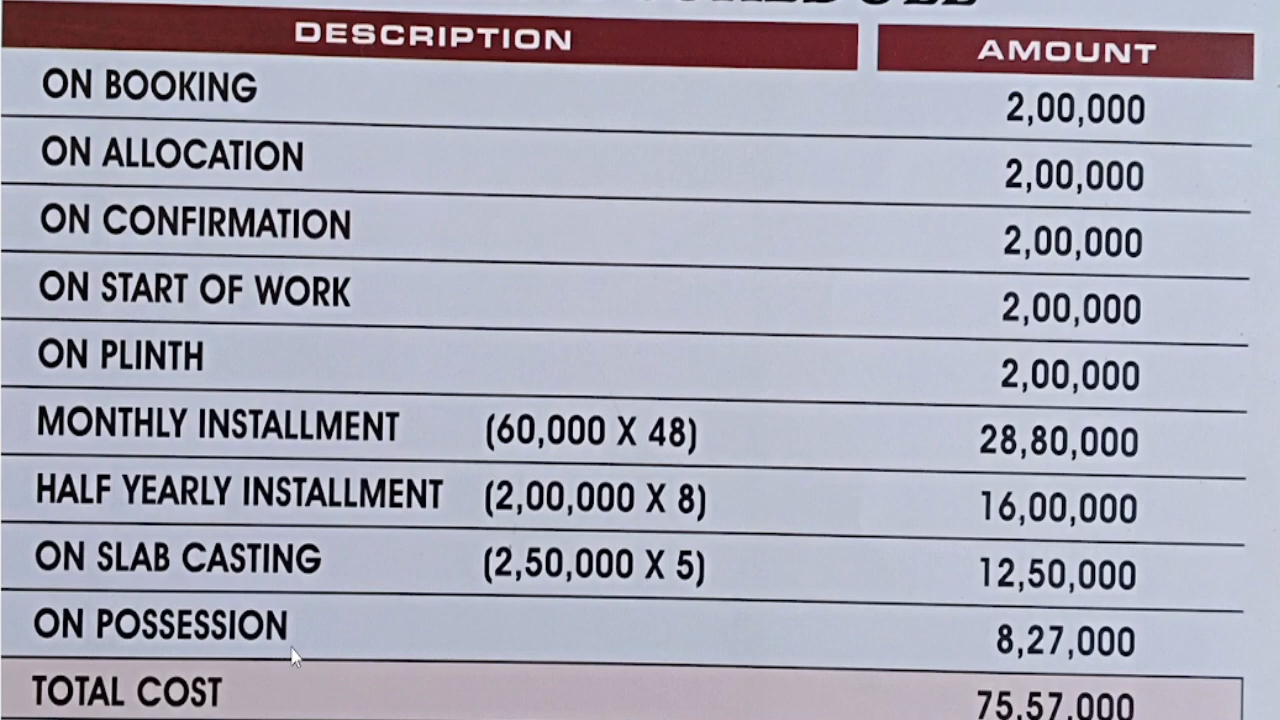 DESCRIPTION AMOUNT
ON BOOKING 2,00,000
ON ALLOCATION 2,00,000
ON CONFIRMATION 2,00,000
ON START OF WORK 2,00,000
ON PLINTH 2,00,000
MONTHLY INSTALLMENT (60,000 X 48) 28,80,000
HALF YEARLY INSTALLMENT (2,00,000 X 8) 16,00,000
ON SLAB CASTING (2,50,000 X 5) 12,50,000
ON POSSESSION 8,27,000
TOTAL COST 75,57,000